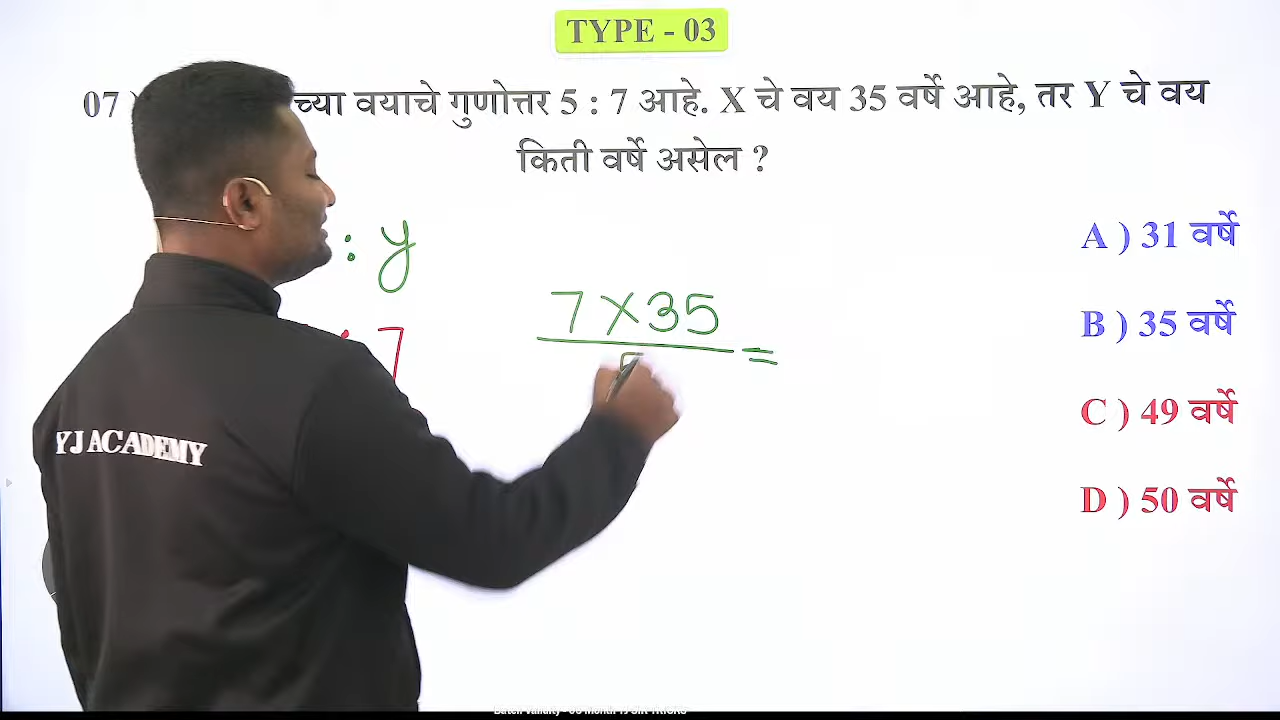 TYPE - 03
07 ) च्या वयाचे गुणोत्तर 5 : 7 आहे. X चे वय 35 वर्षे आहे, तर Y चे वय
किती वर्षे असेल ?
A ) 31 वर्षे
: y
7 X 35
=
B ) 35 वर्षे
: 7
C ) 49 वर्षे
YJ ACADEMY
D ) 50 वर्षे